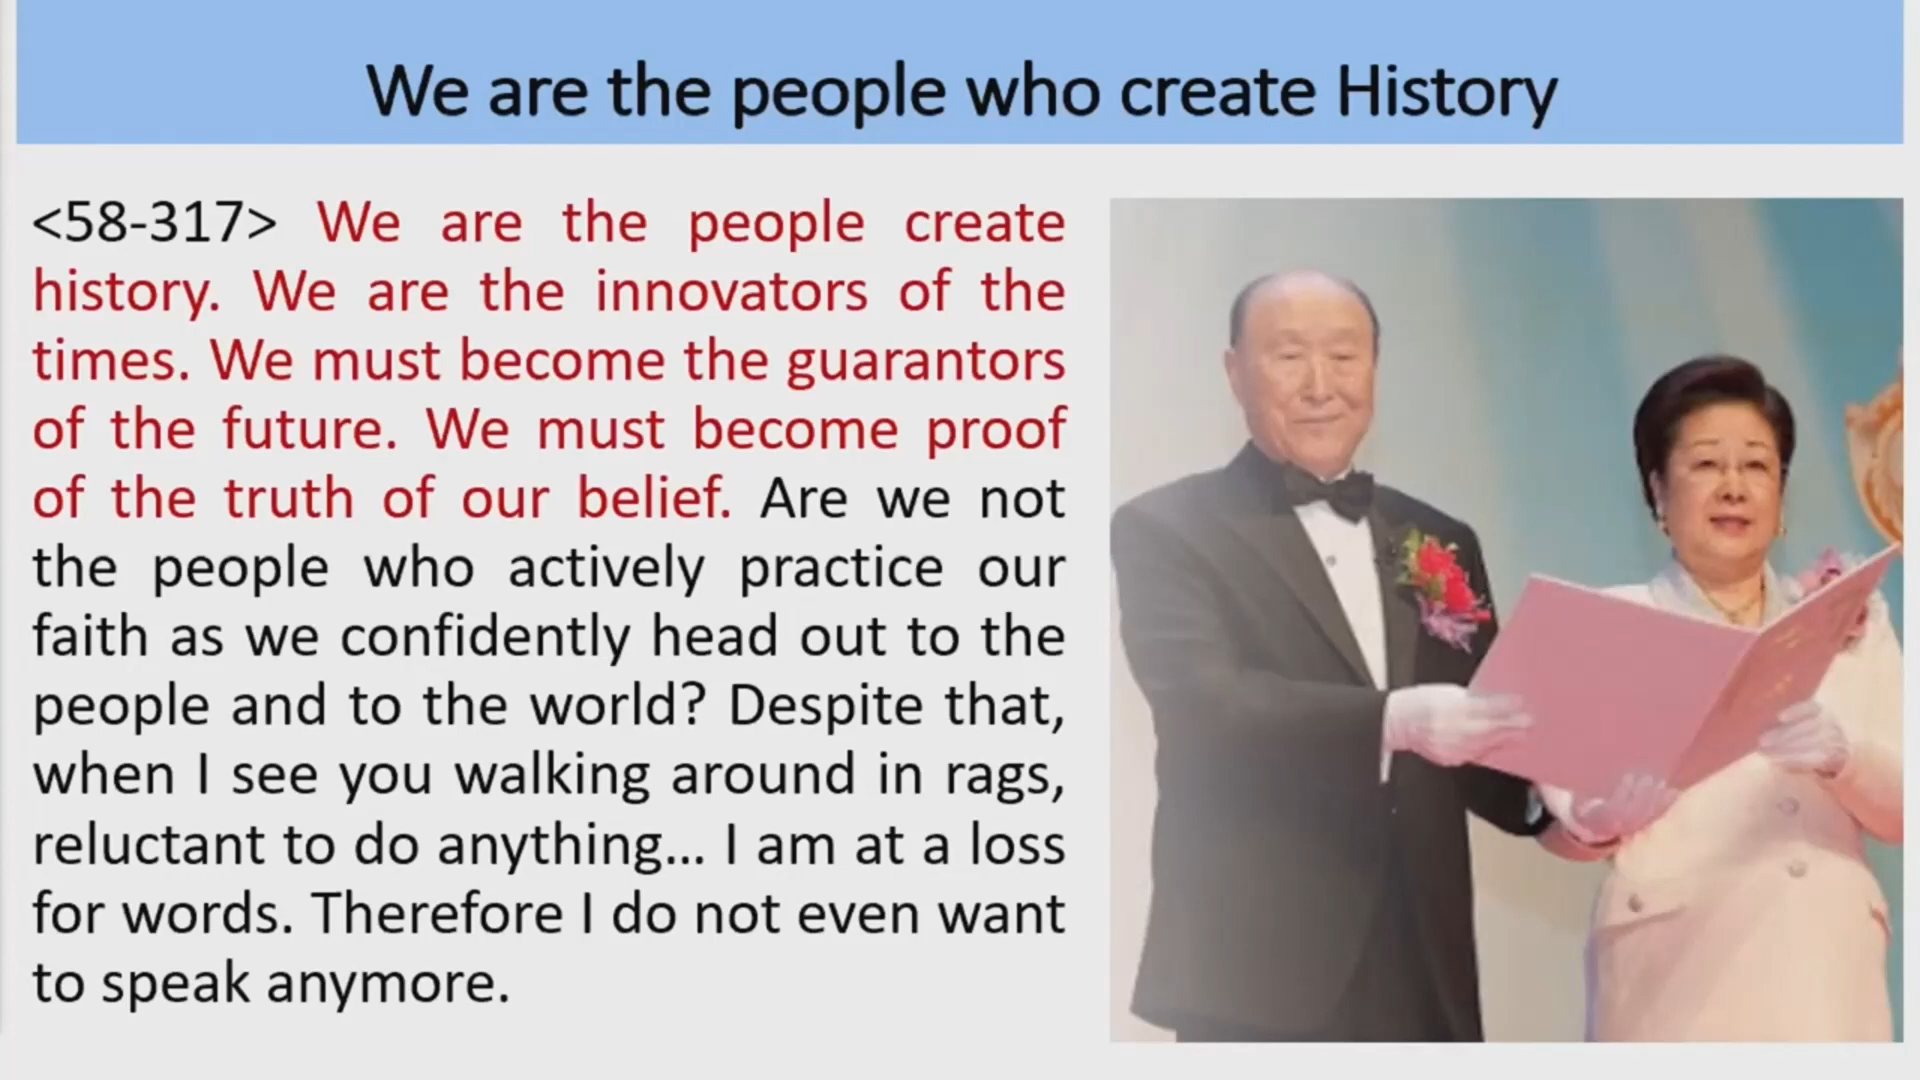 We are the people who create History
<58-317> We are the people create
history. We are the innovators of the
times. We must become the guarantors
of the future. We must become proof
of the truth of our belief. Are we not
the people who actively practice our
faith as we confidently head out to the
people and to the world? Despite that,
when I see you walking around in rags,
reluctant to do anything... I am at a loss
for words. Therefore I do not even want
to speak anymore.